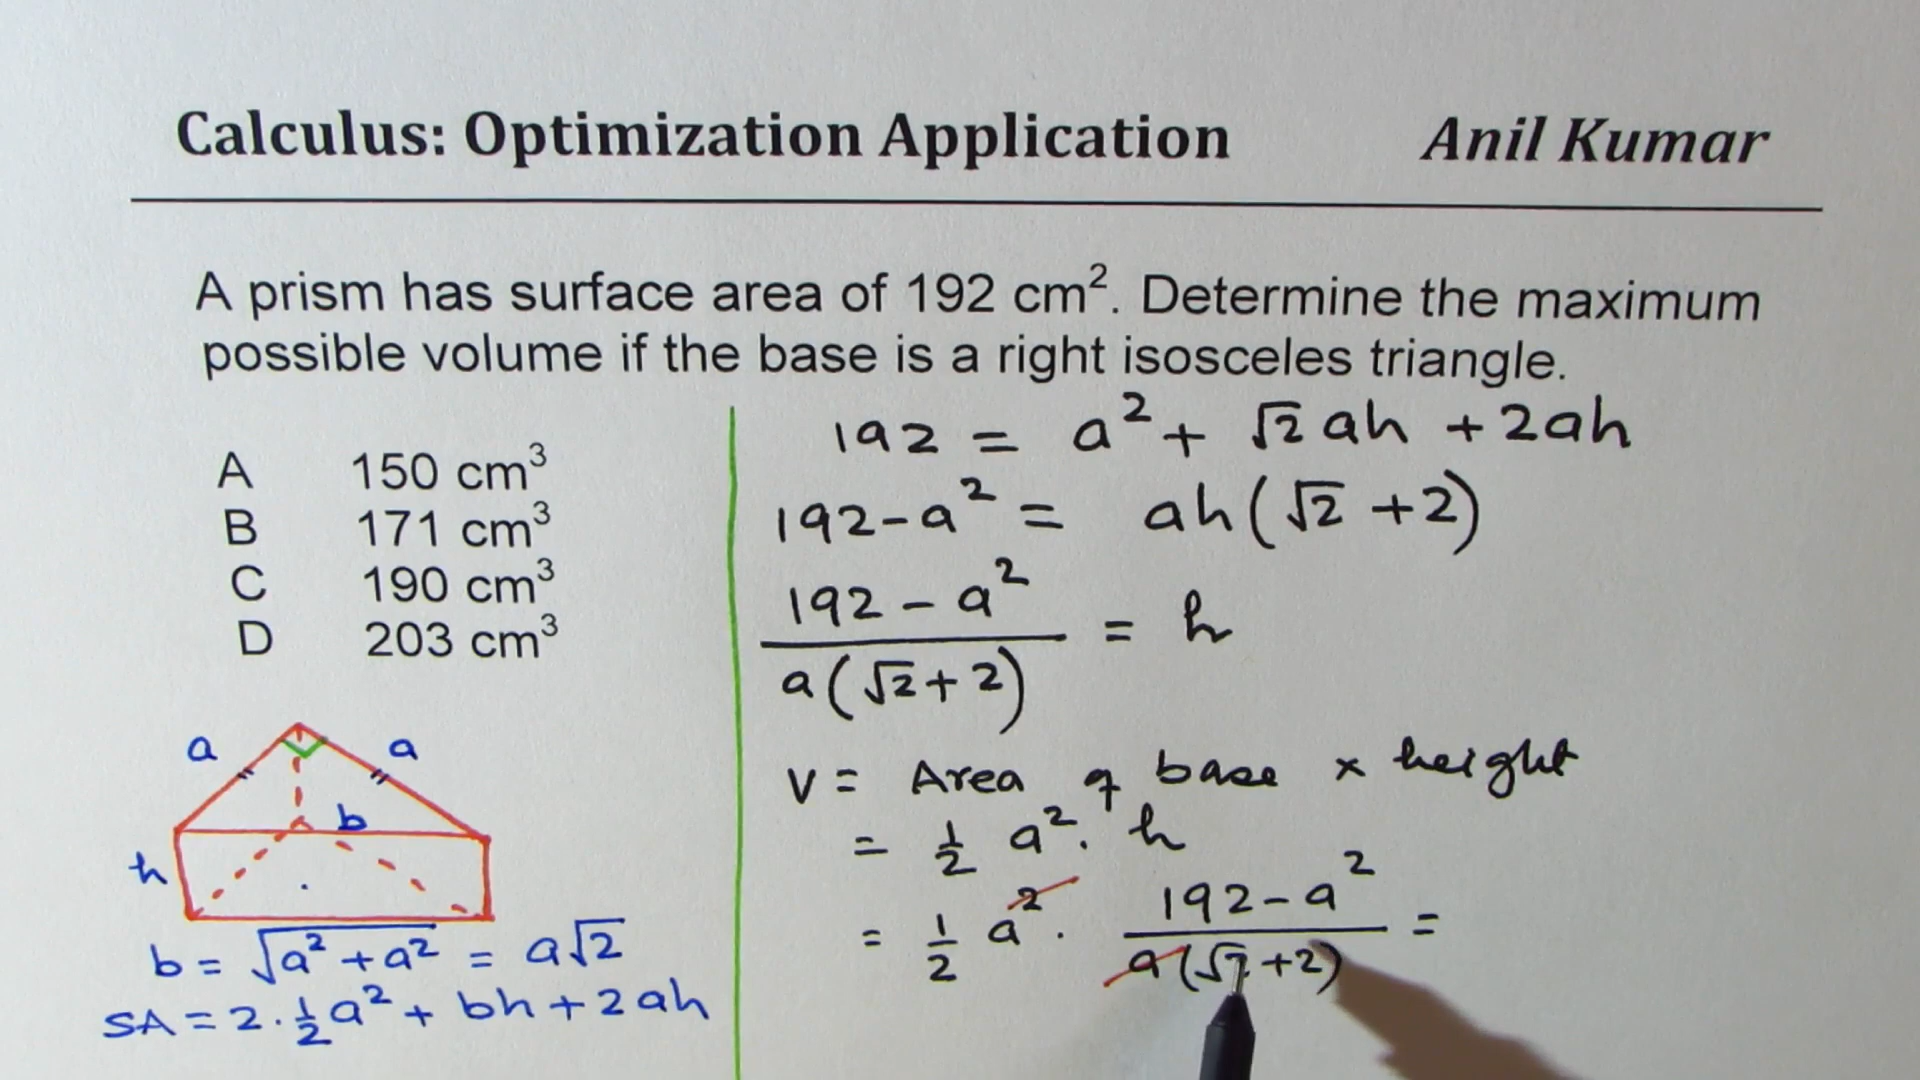 Calculus: Optimization Application Anil Kumar
A prism has surface area of 192 cm². Determine the maximum
possible volume if the base is a right isosceles triangle.
A 150 cm³
B 171 cm³
C 190 cm³
D 203 cm³
a a
b
h
b = √(a² + a²) = a√2
SA = 2 · 1/2 a² + bh + 2ah
192 = a² + √2 ah + 2ah
192 - a² = ah(√2 + 2)
(192 - a²) / (a(√2 + 2)) = h
V = Area of base × height
= 1/2 a² · h
= 1/2 a² · (192 - a²) / (a(√2 + 2)) =